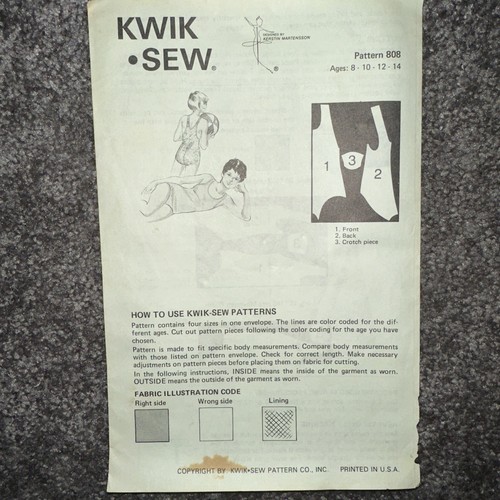 KWIK
•SEW®
DESIGNED BY
KERSTIN MARTENSSON
®
Pattern 808
Ages: 8 - 10 - 12 - 14
1
3
2
1. Front
2. Back
3. Crotch piece
HOW TO USE KWIK-SEW PATTERNS
Pattern contains four sizes in one envelope. The lines are color coded for the dif-
ferent ages. Cut out pattern pieces following the color coding for the age you have
chosen.
Pattern is made to fit specific body measurements. Compare body measurements
with those listed on pattern envelope. Check for correct length. Make necessary
adjustments on pattern pieces before placing them on fabric for cutting.
In the following instructions, INSIDE means the inside of the garment as worn.
OUTSIDE means the outside of the garment as worn.
FABRIC ILLUSTRATION CODE
Right side
Wrong side
Lining
COPYRIGHT BY KWIK•SEW PATTERN CO., INC. PRINTED IN U.S.A.